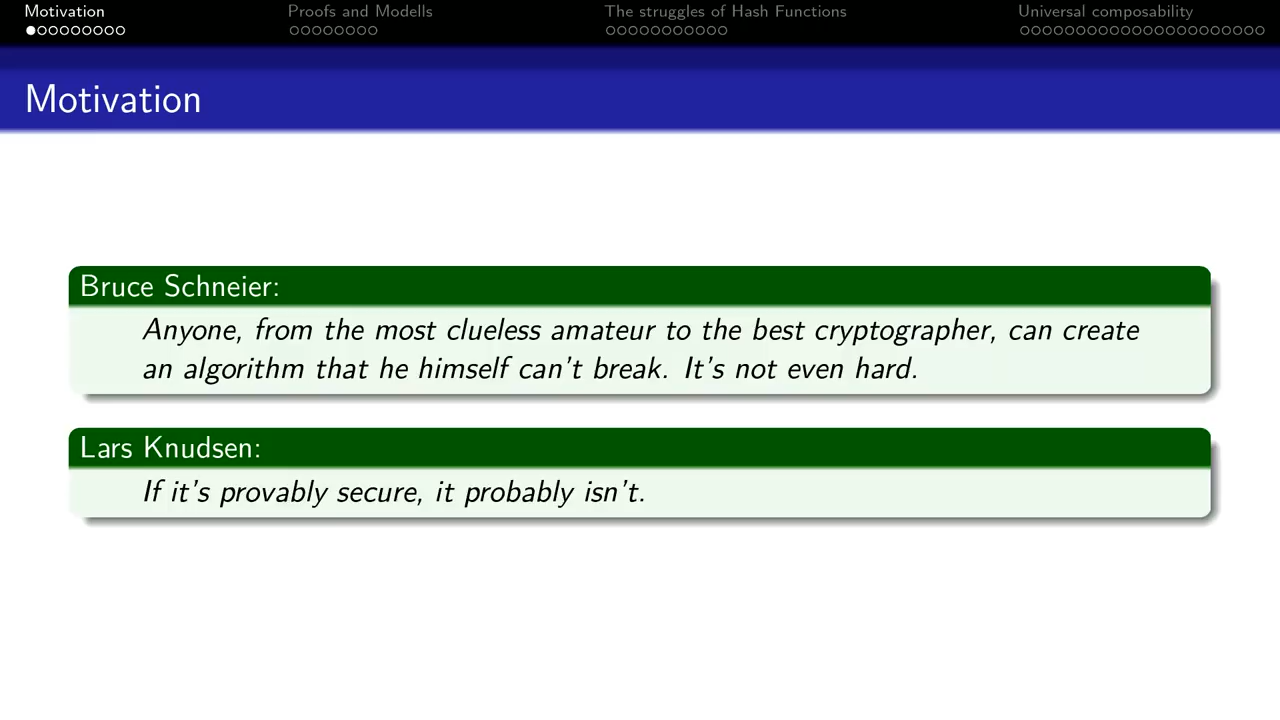 Motivation
Proofs and Modells
The struggles of Hash Functions
Universal composability
Motivation
Bruce Schneier:
Anyone, from the most clueless amateur to the best cryptographer, can create
an algorithm that he himself can't break. It's not even hard.
Lars Knudsen:
If it's provably secure, it probably isn't.